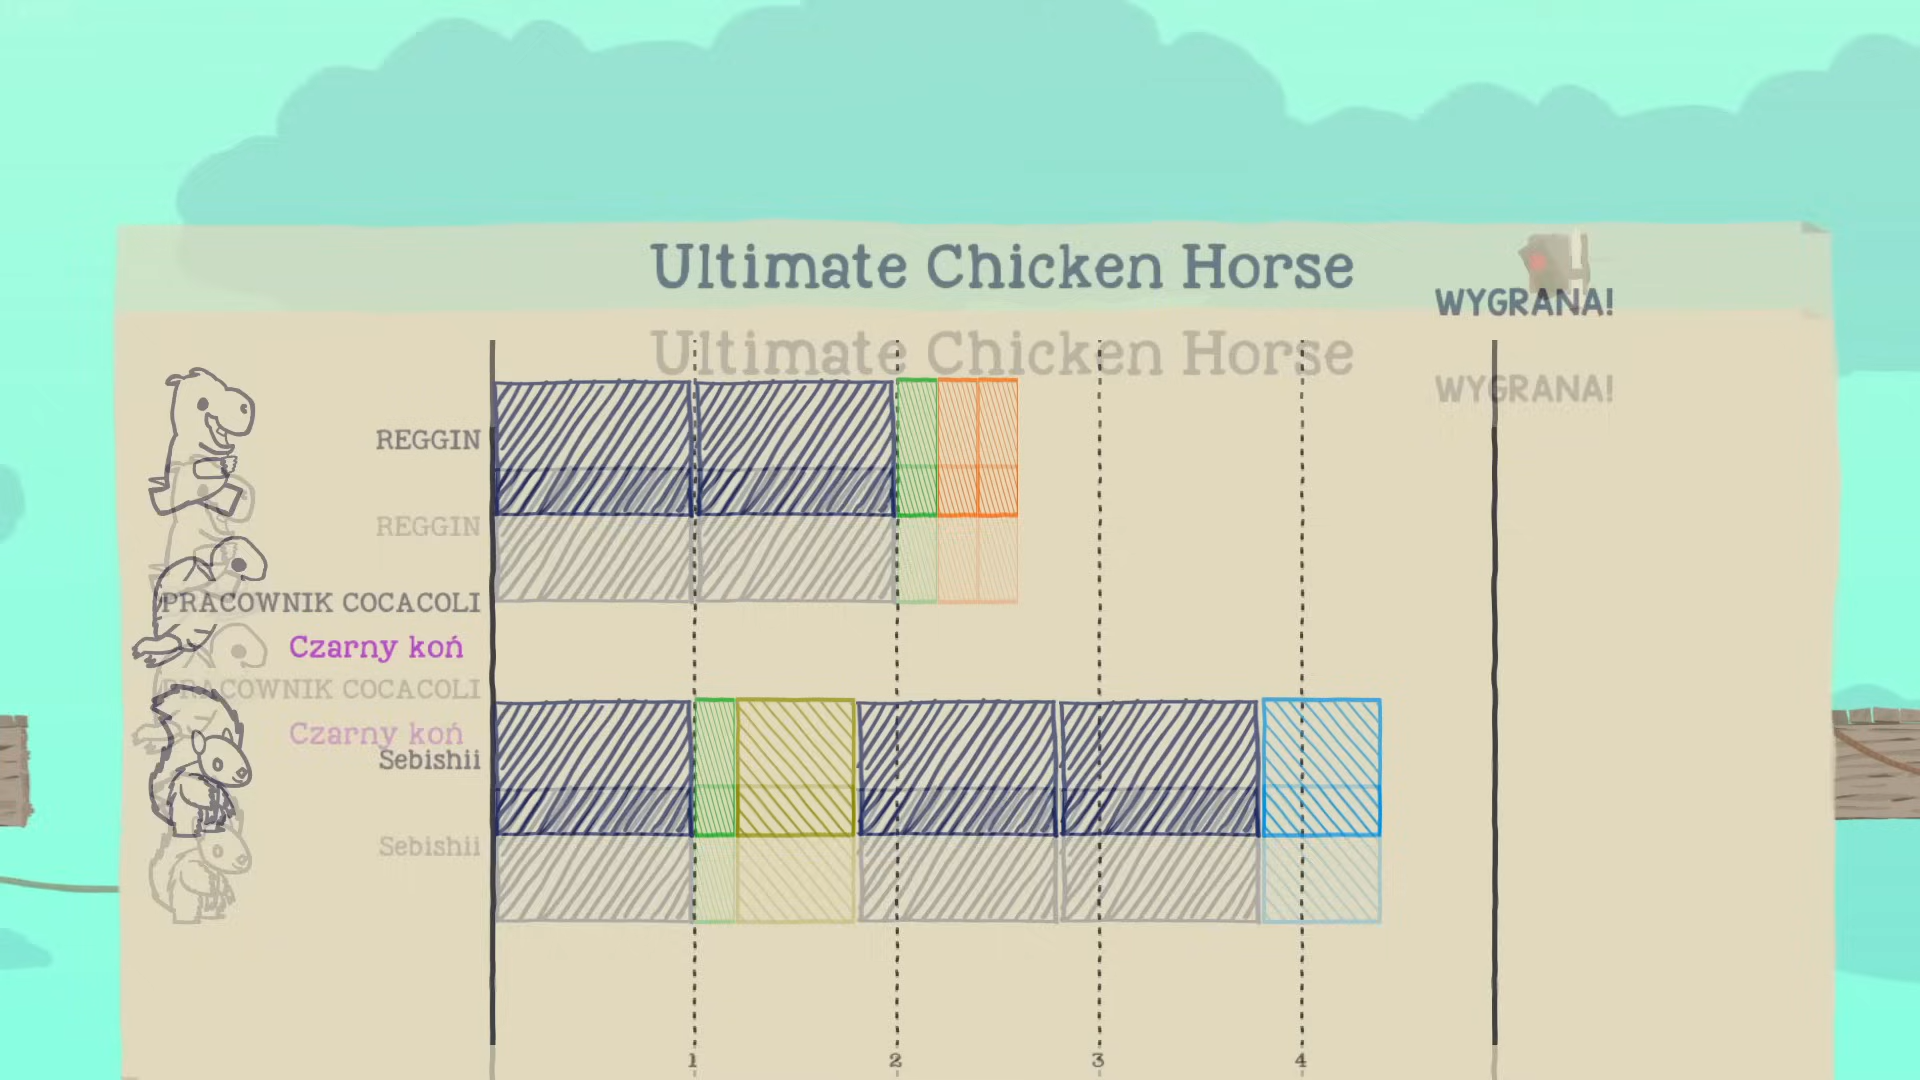 Ultimate Chicken Horse
WYGRANA!
Ultimate Chicken Horse
WYGRANA!
REGGIN
REGGIN
PRACOWNIK COCACOLI
Czarny koń
PRACOWNIK COCACOLI
Czarny koń
Sebishii
Sebishii
1 2 3 4